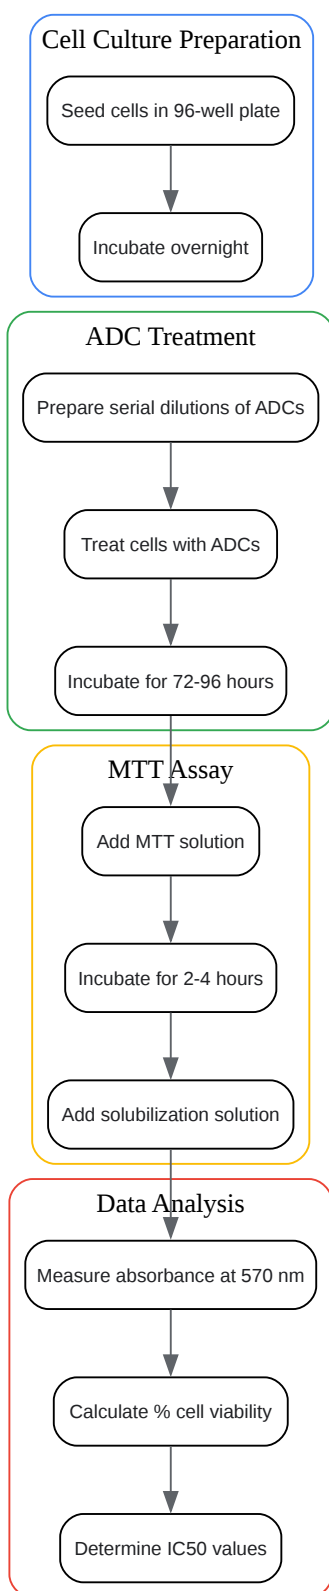 Cell Culture Preparation
Seed cells in 96-well plate
Incubate overnight
ADC Treatment
Prepare serial dilutions of ADCs
Treat cells with ADCs
Incubate for 72-96 hours
MTT Assay
Add MTT solution
Incubate for 2-4 hours
Add solubilization solution
Data Analysis
Measure absorbance at 570 nm
Calculate % cell viability
Determine IC50 values